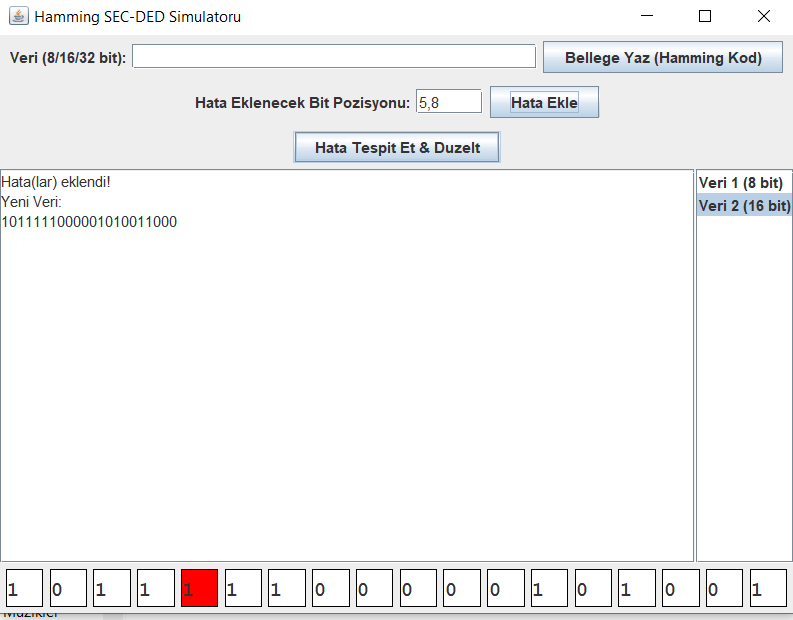 Hamming SEC-DED Simulatoru
Veri (8/16/32 bit):
Bellege Yaz (Hamming Kod)
Hata Eklenecek Bit Pozisyonu: 5,8 Hata Ekle
Hata Tespit Et & Duzelt
Hata(lar) eklendi!
Yeni Veri:
1011111000001010011000
Veri 1 (8 bit)
Veri 2 (16 bit)
1 0 1 1 1 1 1 0 0 0 0 0 1 0 1 0 0 1